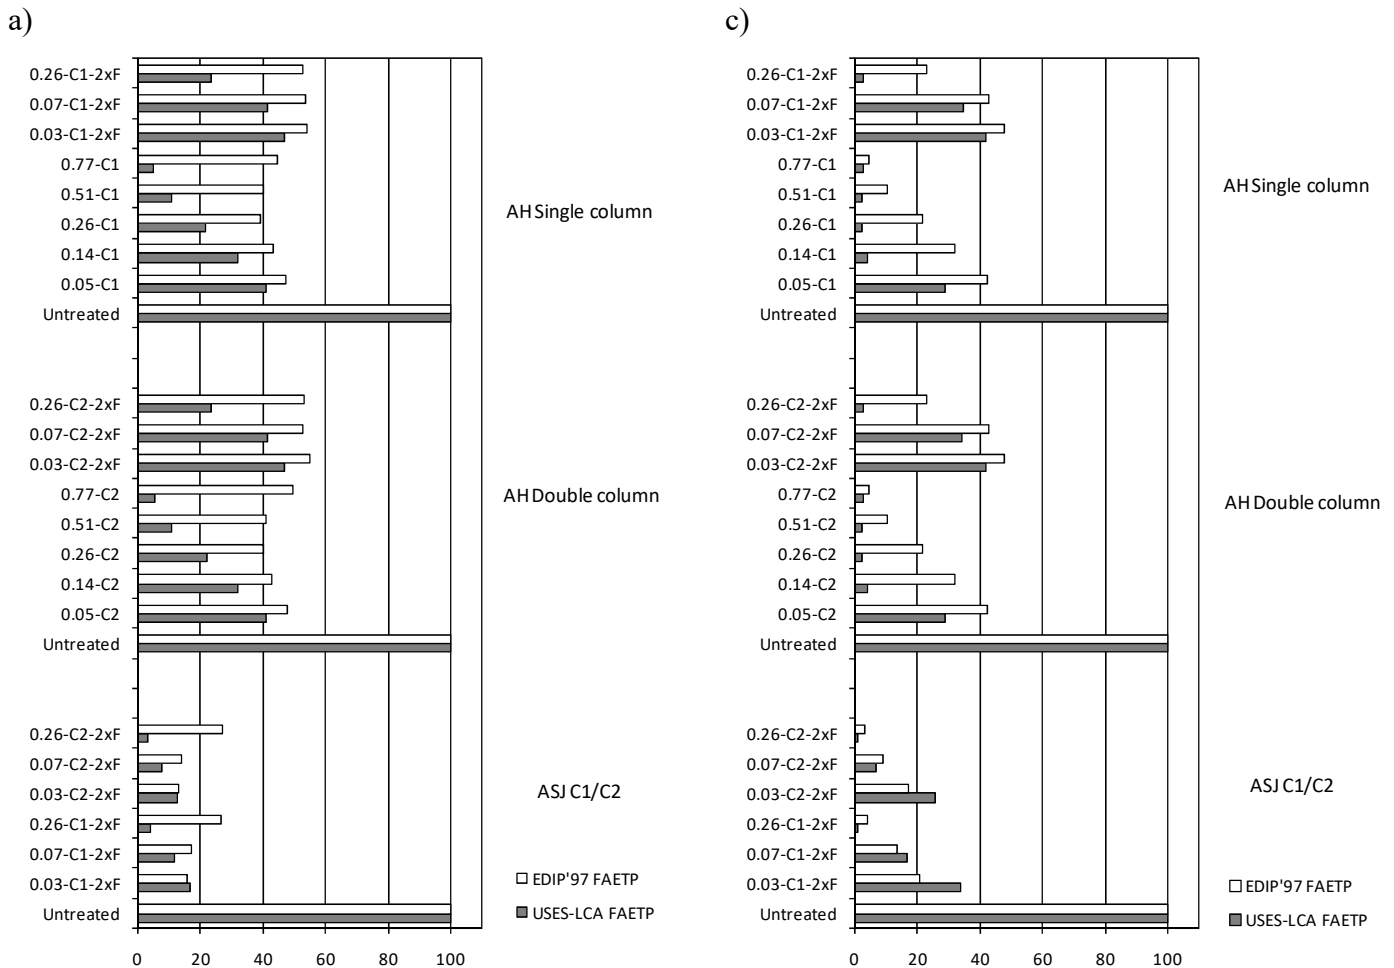 a)
0.26-C1-2xF
0.07-C1-2xF
0.03-C1-2xF
0.77-C1
0.51-C1
0.26-C1
0.14-C1
0.05-C1
Untreated
AH Single column
0.26-C2-2xF
0.07-C2-2xF
0.03-C2-2xF
0.77-C2
0.51-C2
0.26-C2
0.14-C2
0.05-C2
Untreated
AH Double column
0.26-C2-2xF
0.07-C2-2xF
0.03-C2-2xF
0.26-C1-2xF
0.07-C1-2xF
0.03-C1-2xF
Untreated
ASJ C1/C2
EDIP'97 FAETP
USES-LCA FAETP
0 20 40 60 80 100
c)
0.26-C1-2xF
0.07-C1-2xF
0.03-C1-2xF
0.77-C1
0.51-C1
0.26-C1
0.14-C1
0.05-C1
Untreated
AH Single column
0.26-C2-2xF
0.07-C2-2xF
0.03-C2-2xF
0.77-C2
0.51-C2
0.26-C2
0.14-C2
0.05-C2
Untreated
AH Double column
0.26-C2-2xF
0.07-C2-2xF
0.03-C2-2xF
0.26-C1-2xF
0.07-C1-2xF
0.03-C1-2xF
Untreated
ASJ C1/C2
EDIP'97 FAETP
USES-LCA FAETP
0 20 40 60 80 100